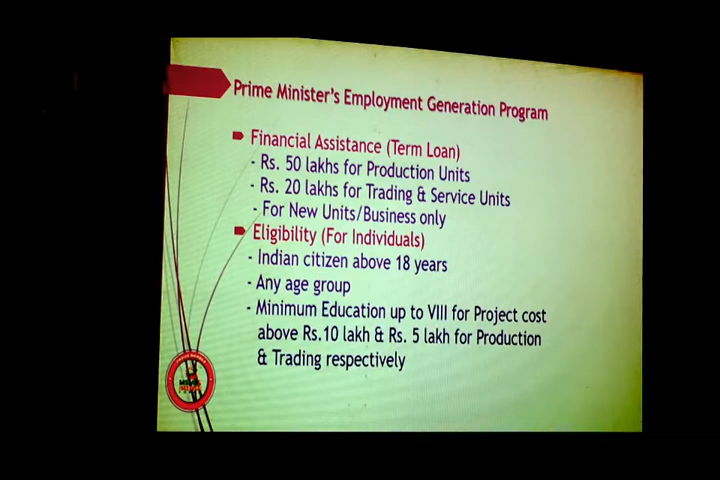 Prime Minister's Employment Generation Program
Financial Assistance (Term Loan)
- Rs. 50 lakhs for Production Units
- Rs. 20 lakhs for Trading & Service Units
- For New Units/Business only
Eligibility (For Individuals)
- Indian citizen above 18 years
- Any age group
- Minimum Education up to VIII for Project cost
above Rs.10 lakh & Rs. 5 lakh for Production
& Trading respectively